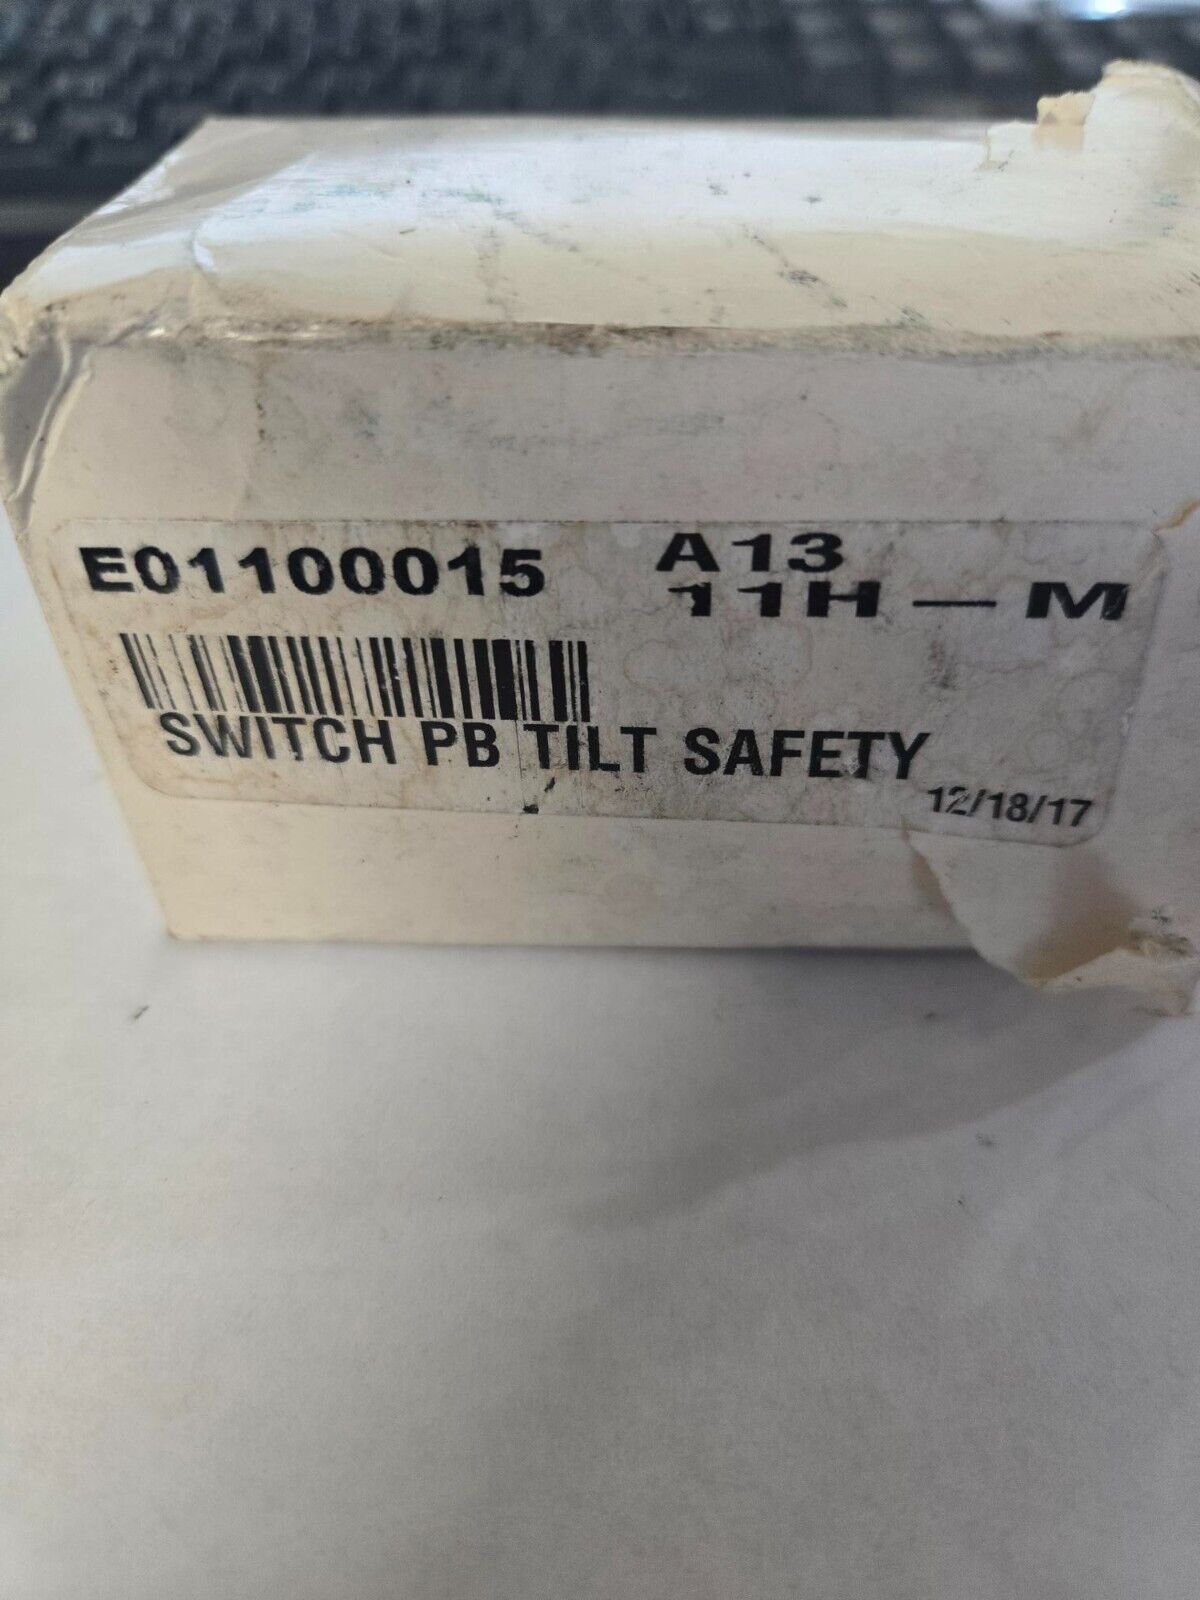 E01100015 A13
11H — M
SWITCH PB TILT SAFETY
12/18/17